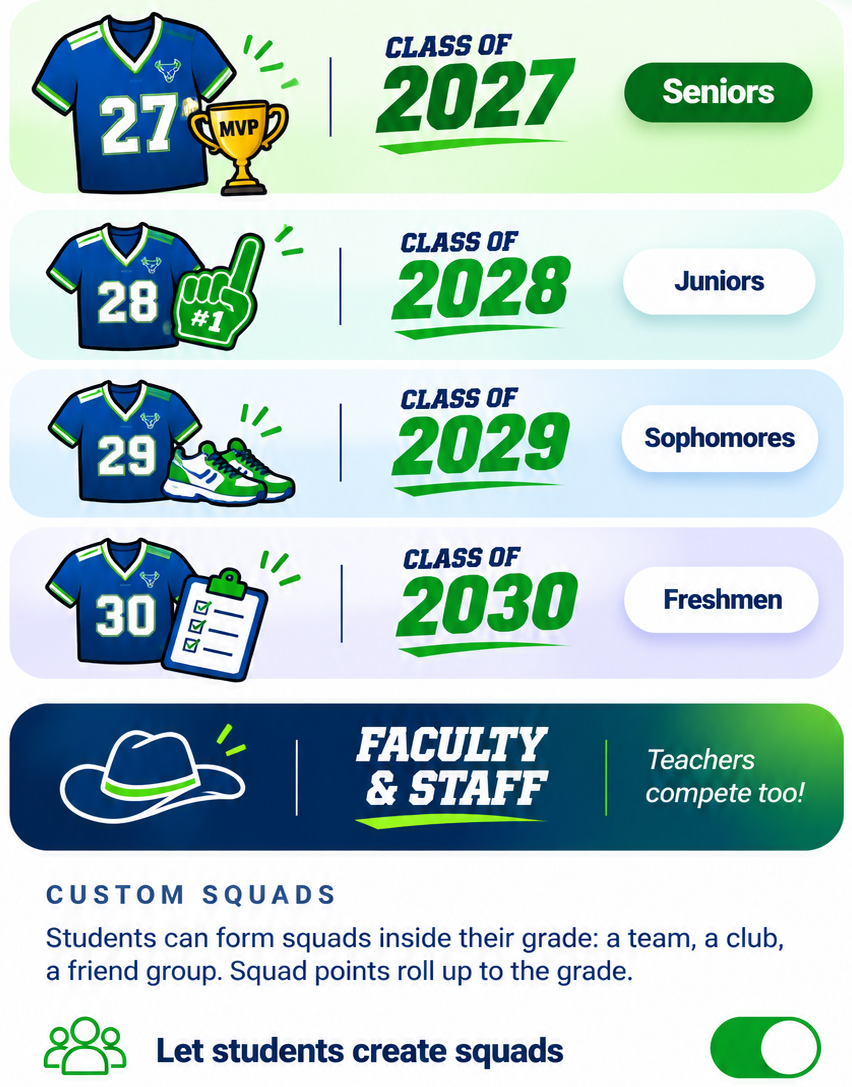 27
MVP
CLASS OF
2027
Seniors
28
#1
CLASS OF
2028
Juniors
29
CLASS OF
2029
Sophomores
30
CLASS OF
2030
Freshmen
FACULTY
& STAFF
Teachers
compete too!
CUSTOM SQUADS
Students can form squads inside their grade: a team, a club,
a friend group. Squad points roll up to the grade.
Let students create squads